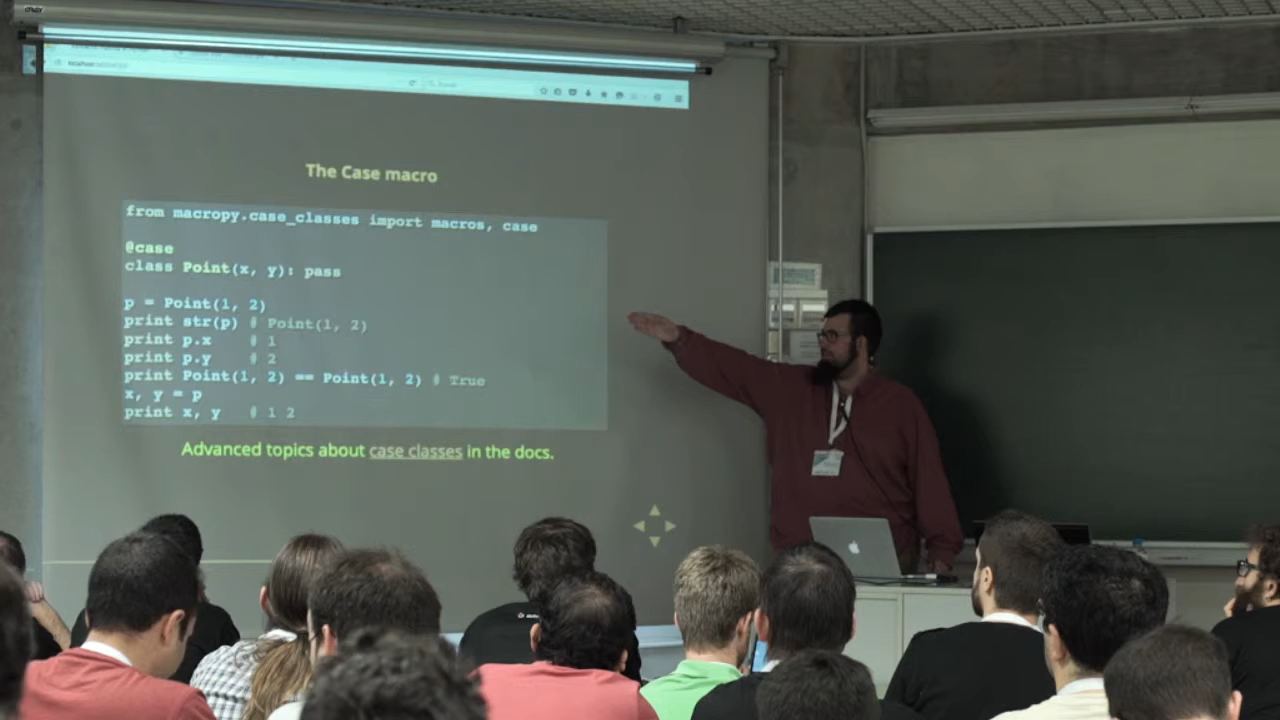 The Case macro
from macropy.case_classes import macros, case
@case
class Point(x, y): pass
p = Point(1, 2)
print str(p) # Point(1, 2)
print p.x # 1
print p.y # 2
print Point(1, 2) == Point(1, 2) # True
x, y = p
print x, y # 1 2
Advanced topics about case classes in the docs.